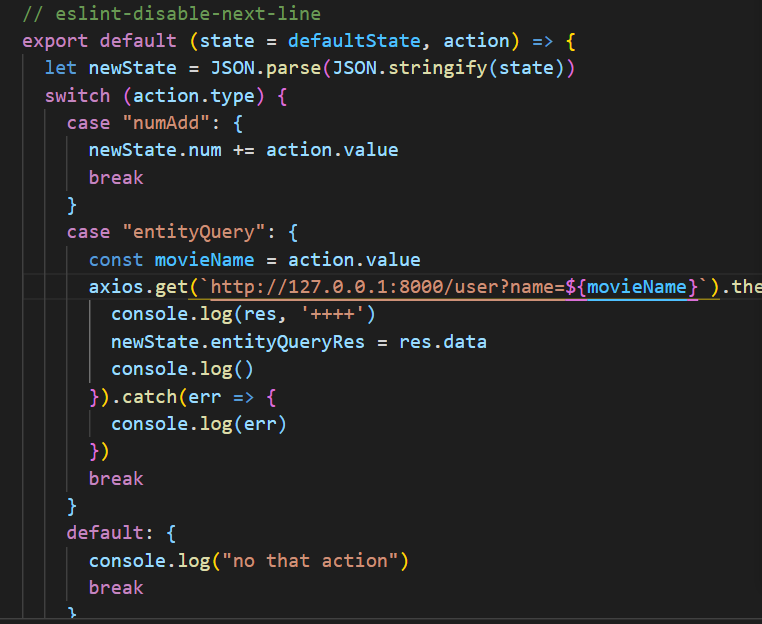 // eslint-disable-next-line
export default (state = defaultState, action) => {
let newState = JSON.parse(JSON.stringify(state))
switch (action.type) {
case "numAdd": {
newState.num += action.value
break
}
case "entityQuery": {
const movieName = action.value
axios.get(`http://127.0.0.1:8000/user?name=${movieName}`).the
console.log(res, '++++')
newState.entityQueryRes = res.data
console.log()
}).catch(err => {
console.log(err)
})
break
}
default: {
console.log("no that action")
break
}